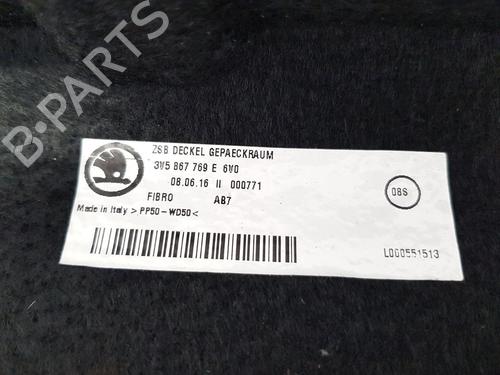 B-PARTS
ZSB DECKEL GEPAECKRAUM
3V5 867 769 E 6V0
08.06.16 II 000771
FIBRO AB7
Made in Italy >PP50-WD50<
08S
L000551513